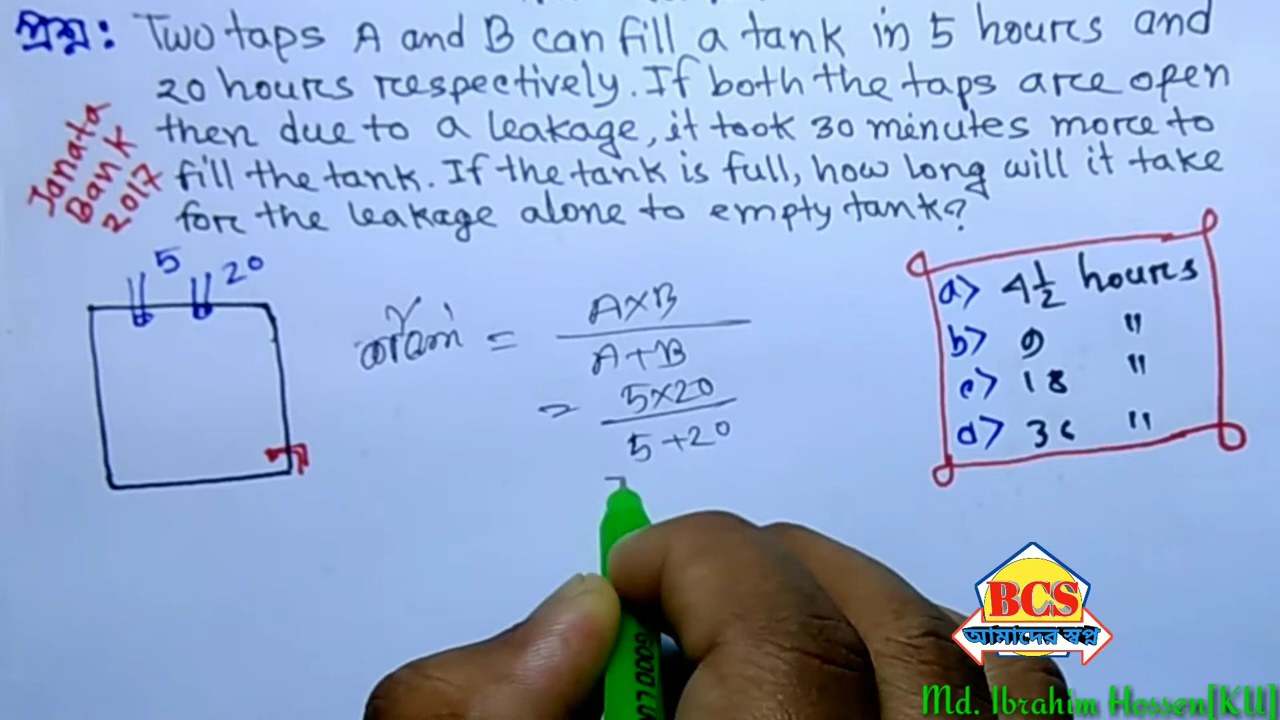 প্রশ্ন: Two taps A and B can fill a tank in 5 hours and
20 hours respectively. If both the taps are open
then due to a leakage, it took 30 minutes more to
fill the tank. If the tank is full, how long will it take
for the leakage alone to empty tank?
Janata
Bank
2017
5 20
= A×B
A+B
= 5×20
5+20
a> 4 1/2 hours
b> 9 "
c> 18 "
d> 36 "
BCS
আমাদের স্বপ্ন
Md. Ibrahim Hossen[KU]